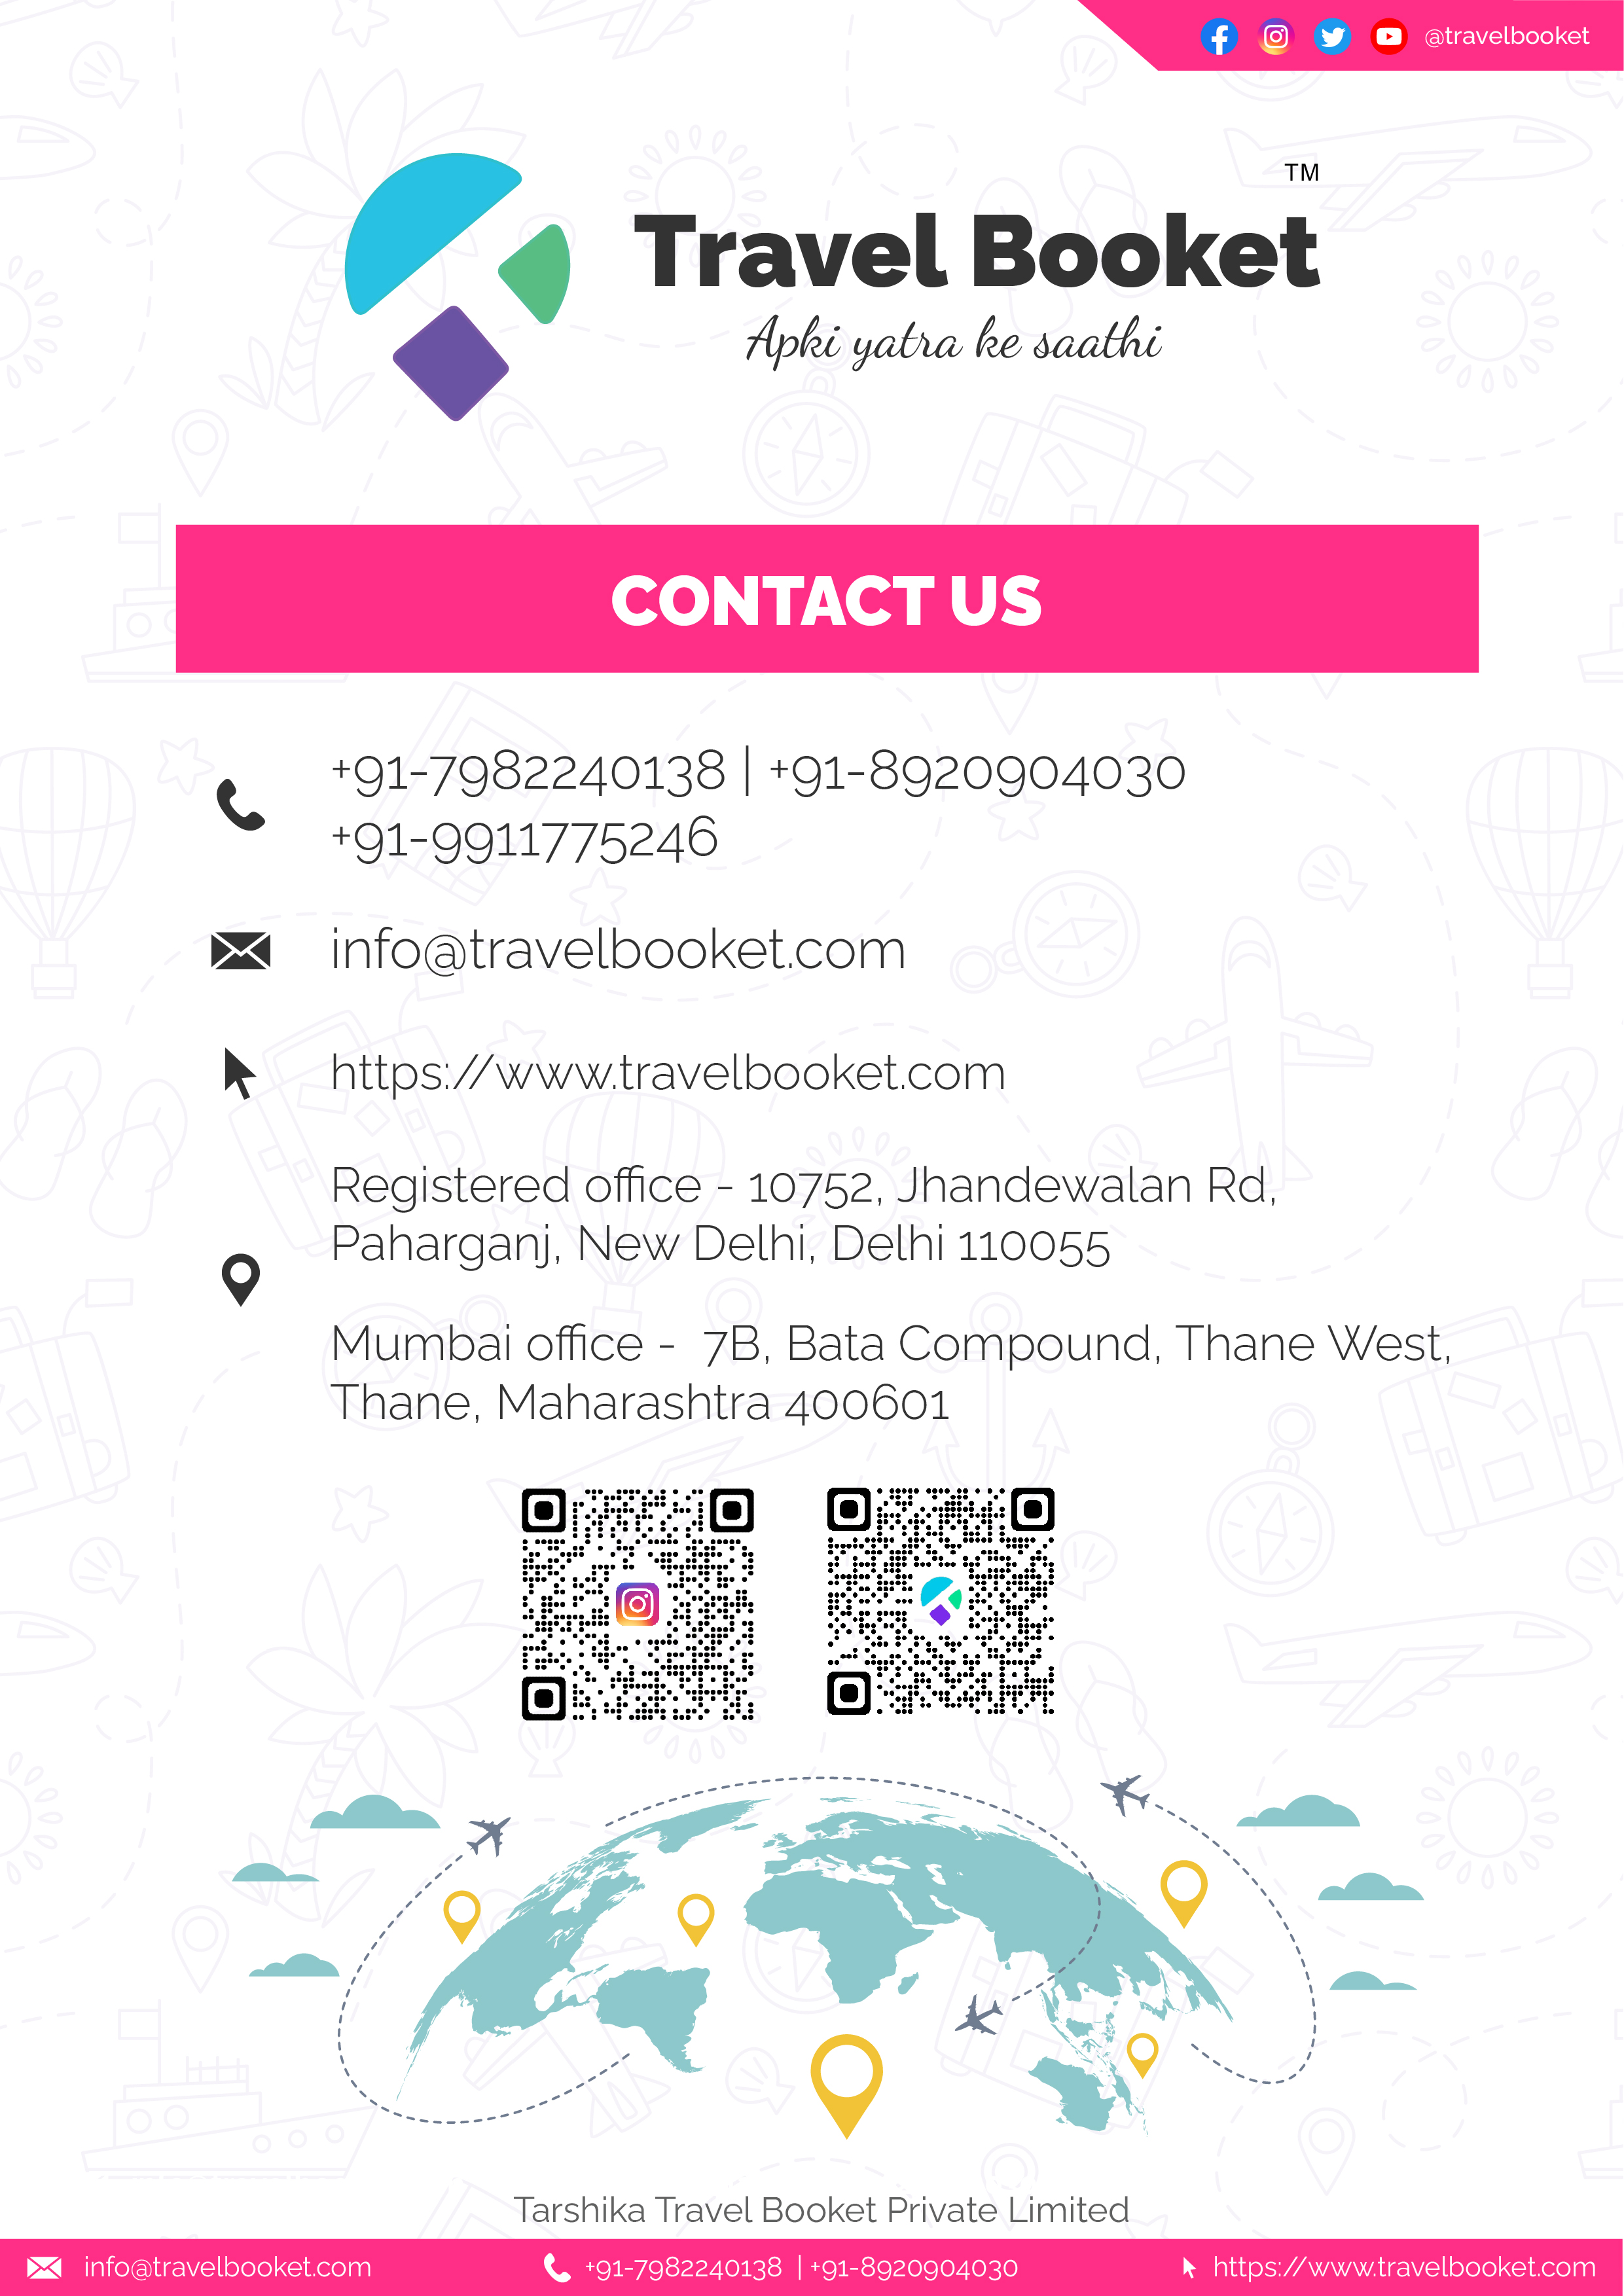 @travelbooket
TM
Travel Booket
Apki yatra ke saathi
CONTACT US
+91-7982240138 | +91-8920904030
+91-9911775246
info@travelbooket.com
https://www.travelbooket.com
Registered office - 10752, Jhandewalan Rd,
Paharganj, New Delhi, Delhi 110055
Mumbai office - 7B, Bata Compound, Thane West,
Thane, Maharashtra 400601
Tarshika Travel Booket Private Limited
info@travelbooket.com
+91-7982240138 | +91-8920904030
https://www.travelbooket.com